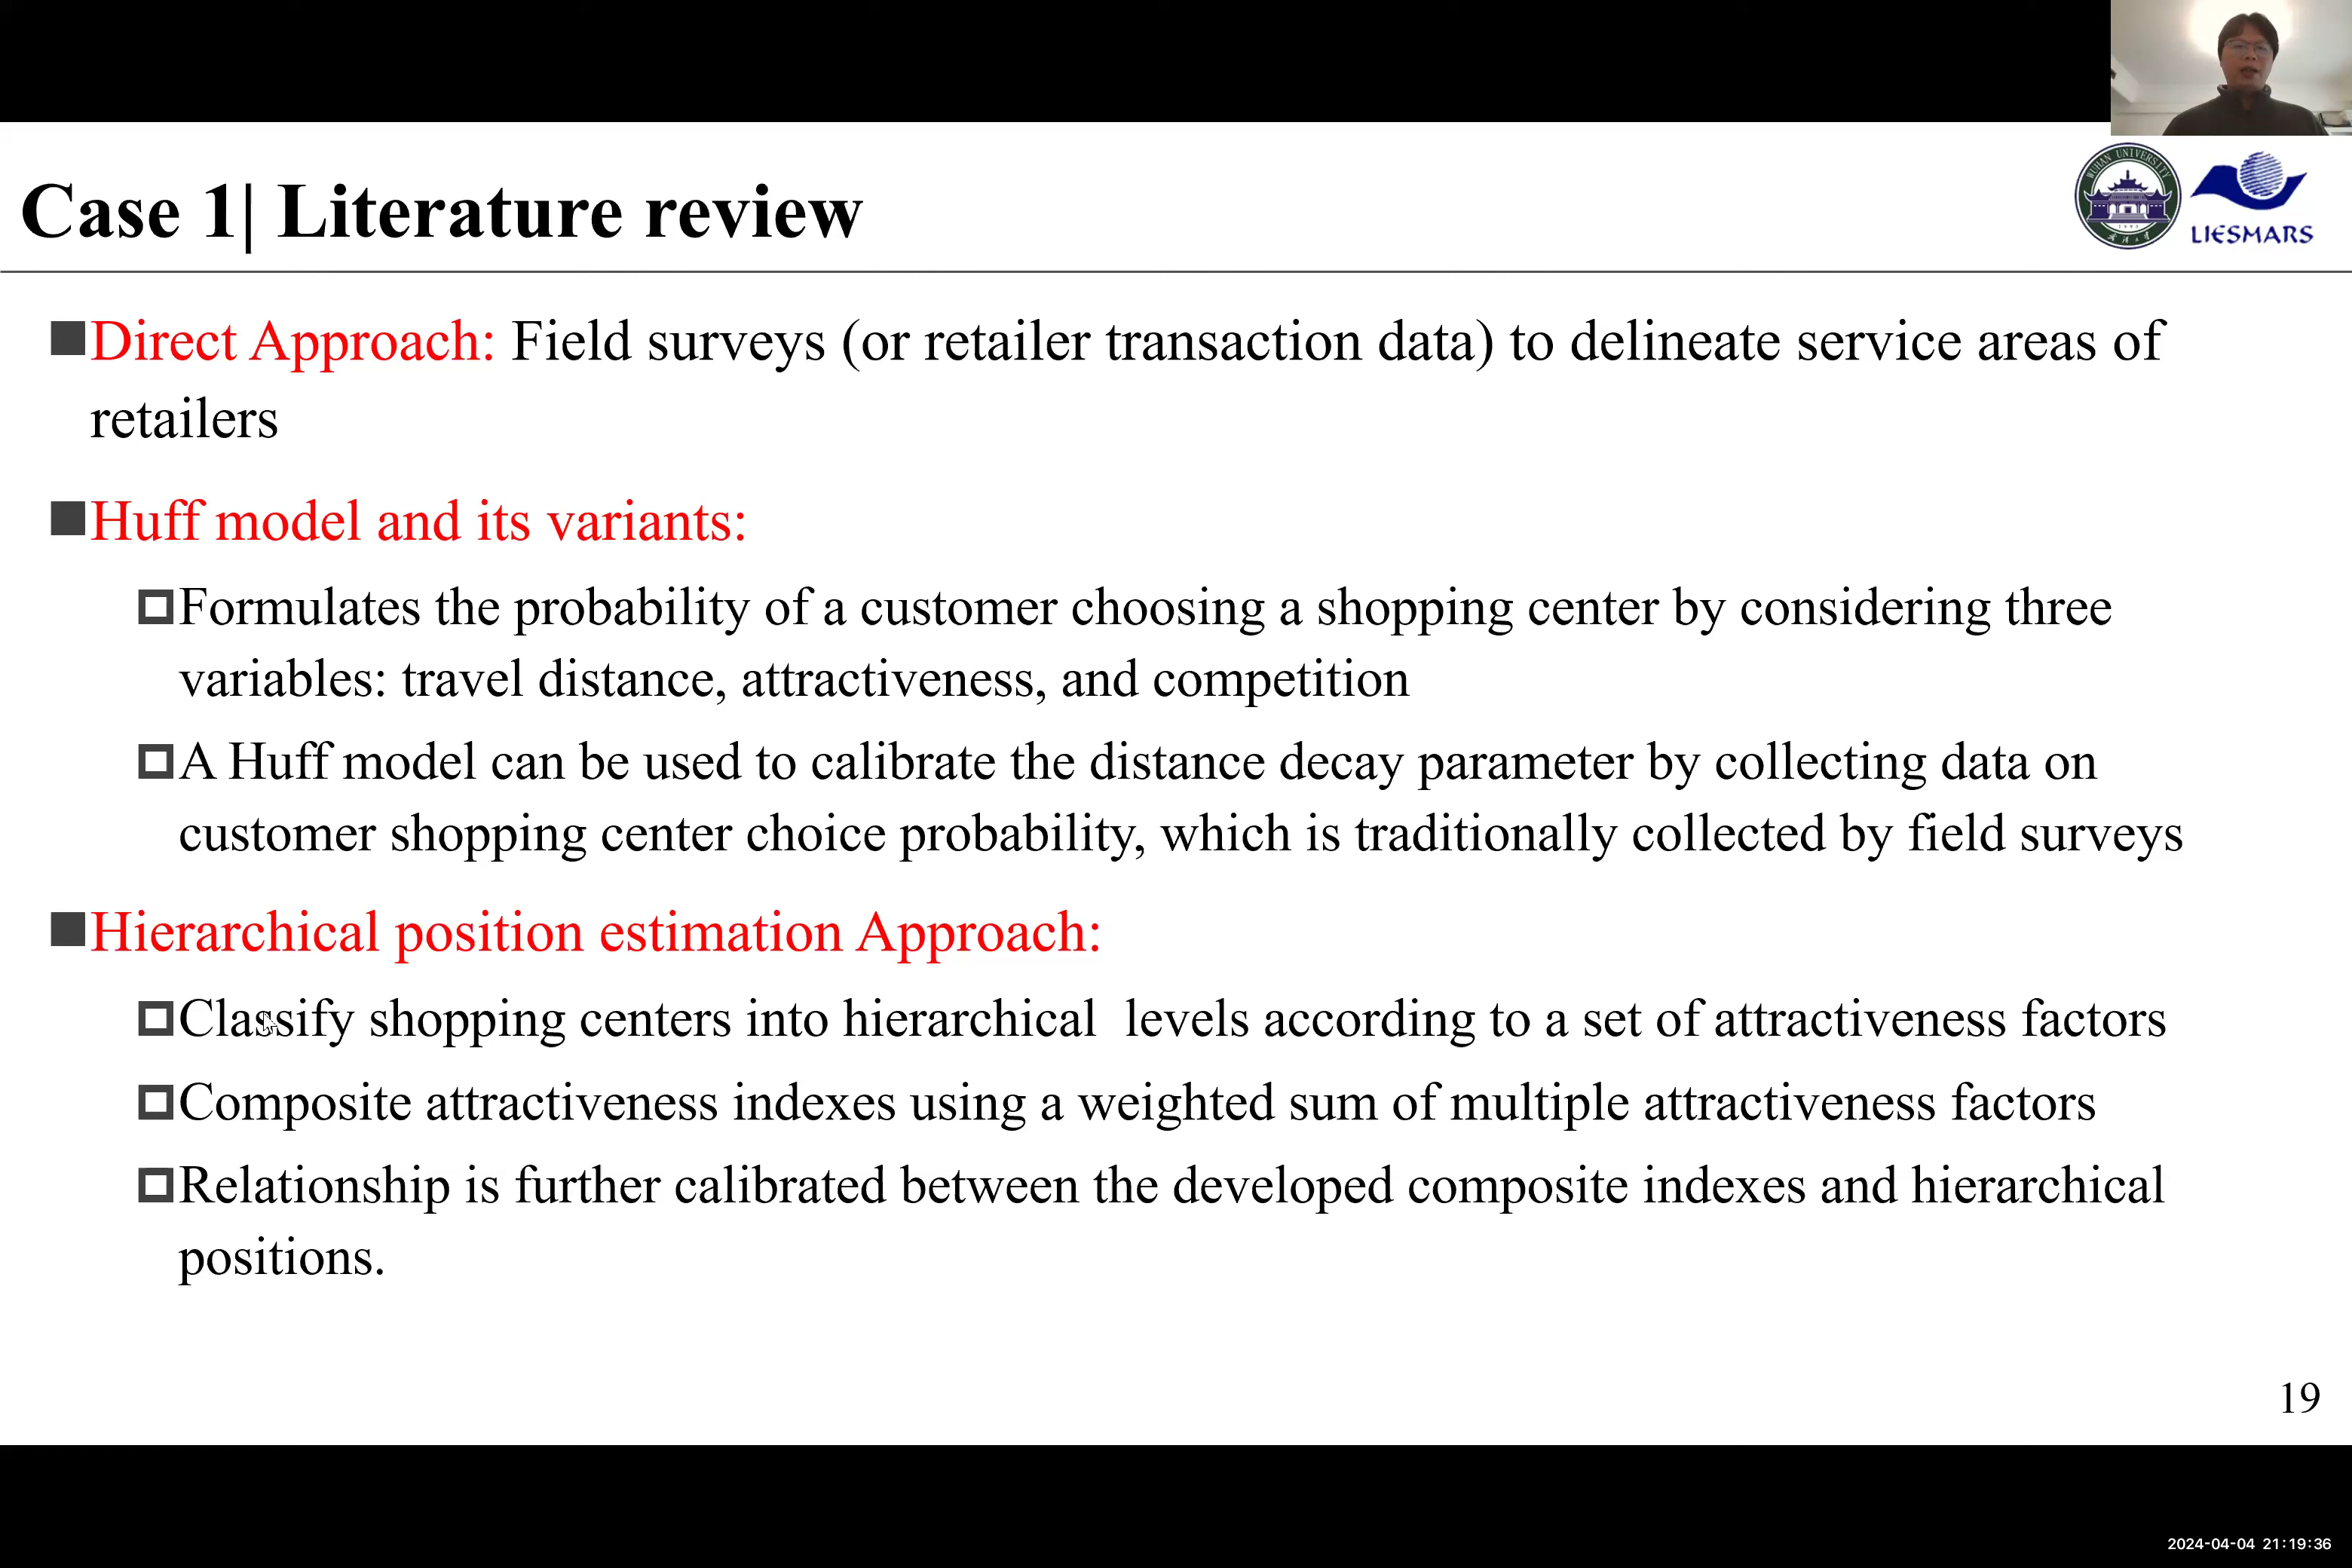 Case 1| Literature review
WUHAN UNIVERSITY
LIESMARS
Direct Approach: Field surveys (or retailer transaction data) to delineate service areas of
retailers
Huff model and its variants:
Formulates the probability of a customer choosing a shopping center by considering three
variables: travel distance, attractiveness, and competition
A Huff model can be used to calibrate the distance decay parameter by collecting data on
customer shopping center choice probability, which is traditionally collected by field surveys
Hierarchical position estimation Approach:
Classify shopping centers into hierarchical  levels according to a set of attractiveness factors
Composite attractiveness indexes using a weighted sum of multiple attractiveness factors
Relationship is further calibrated between the developed composite indexes and hierarchical
positions.
19
2024-04-04 21:19:36